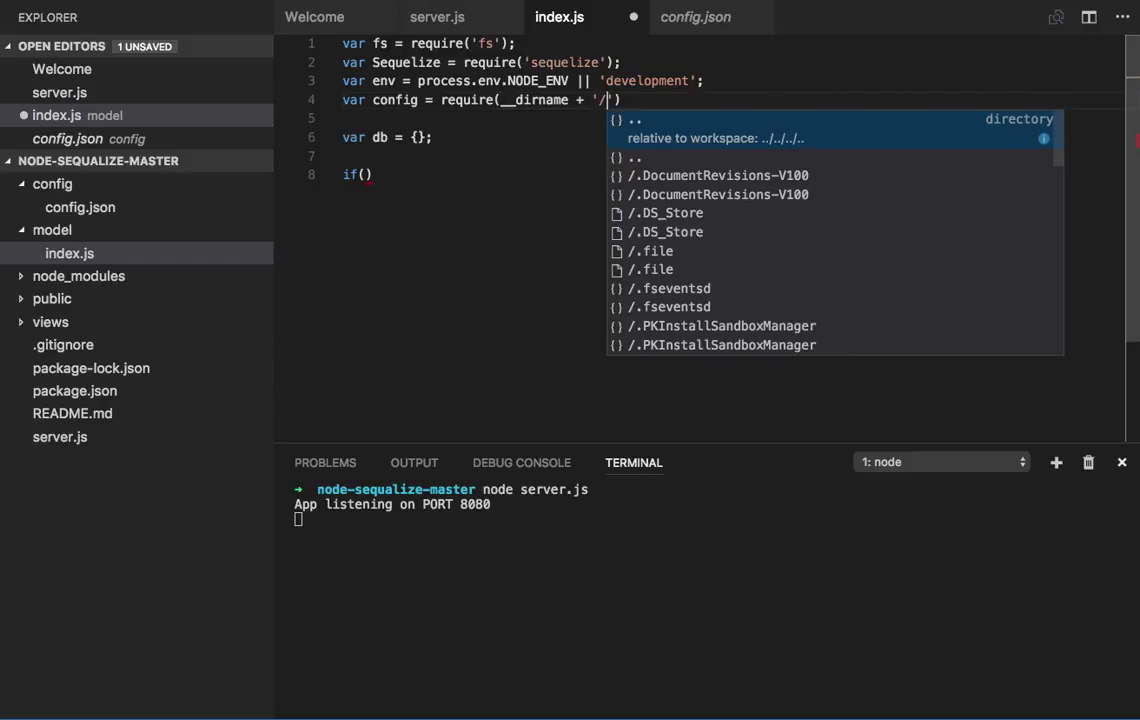 EXPLORER
OPEN EDITORS 1 UNSAVED
Welcome
server.js
index.js model
config.json config
NODE-SEQUALIZE-MASTER
config
config.json
model
index.js
node_modules
public
views
.gitignore
package-lock.json
package.json
README.md
server.js
Welcome server.js index.js config.json
1 var fs = require('fs');
2 var Sequelize = require('sequelize');
3 var env = process.env.NODE_ENV || 'development';
4 var config = require(__dirname + '/')
5
6 var db = {};
7
8 if()
{} .. directory
relative to workspace: ../../../..
{} ..
{} /.DocumentRevisions-V100
{} /.DocumentRevisions-V100
/.DS_Store
/.DS_Store
/.file
/.file
{} /.fseventsd
{} /.fseventsd
{} /.PKInstallSandboxManager
{} /.PKInstallSandboxManager
PROBLEMS OUTPUT DEBUG CONSOLE TERMINAL 1: node
➜ node-sequalize-master node server.js
App listening on PORT 8080